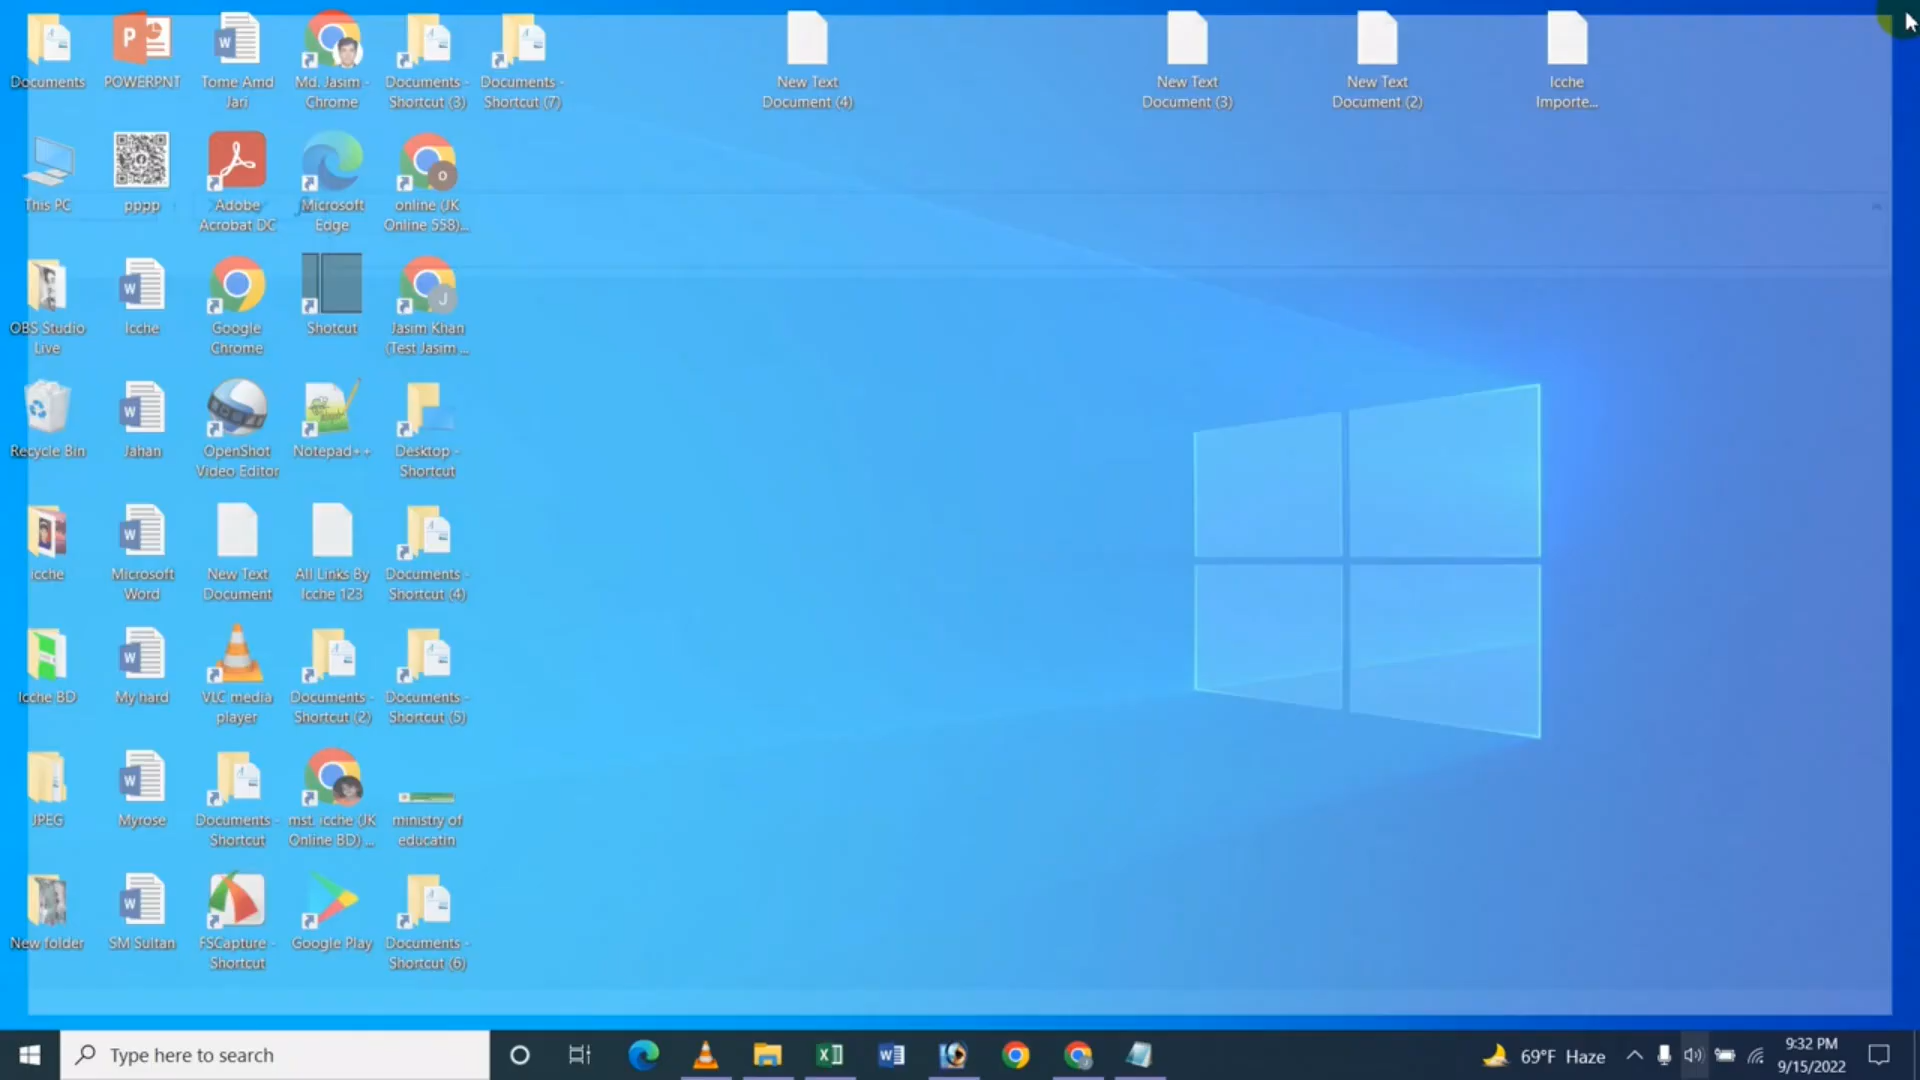 Documents
POWERPNT
Tome Amd
Jari
Md. Jasim -
Chrome
Documents -
Shortcut (3)
Documents -
Shortcut (7)
New Text
Document (4)
New Text
Document (3)
New Text
Document (2)
Icche
Importe...
This PC
pppp
Adobe
Acrobat DC
Microsoft
Edge
online (JK
Online 558)...
OBS Studio
Live
Icche
Google
Chrome
Shotcut
Jasim Khan
(Test Jasim ...
Recycle Bin
Jahan
OpenShot
Video Editor
Notepad++
Desktop -
Shortcut
icche
Microsoft
Word
New Text
Document
All Links By
Icche 123
Documents -
Shortcut (4)
Icche BD
My hard
VLC media
player
Documents -
Shortcut (2)
Documents -
Shortcut (5)
JPEG
Myrose
Documents -
Shortcut
mst. icche (JK
Online BD) ...
ministry of
educatin
New folder
SM Sultan
FSCapture -
Shortcut
Google Play
Documents -
Shortcut (6)
Type here to search
69°F Haze
9:32 PM
9/15/2022